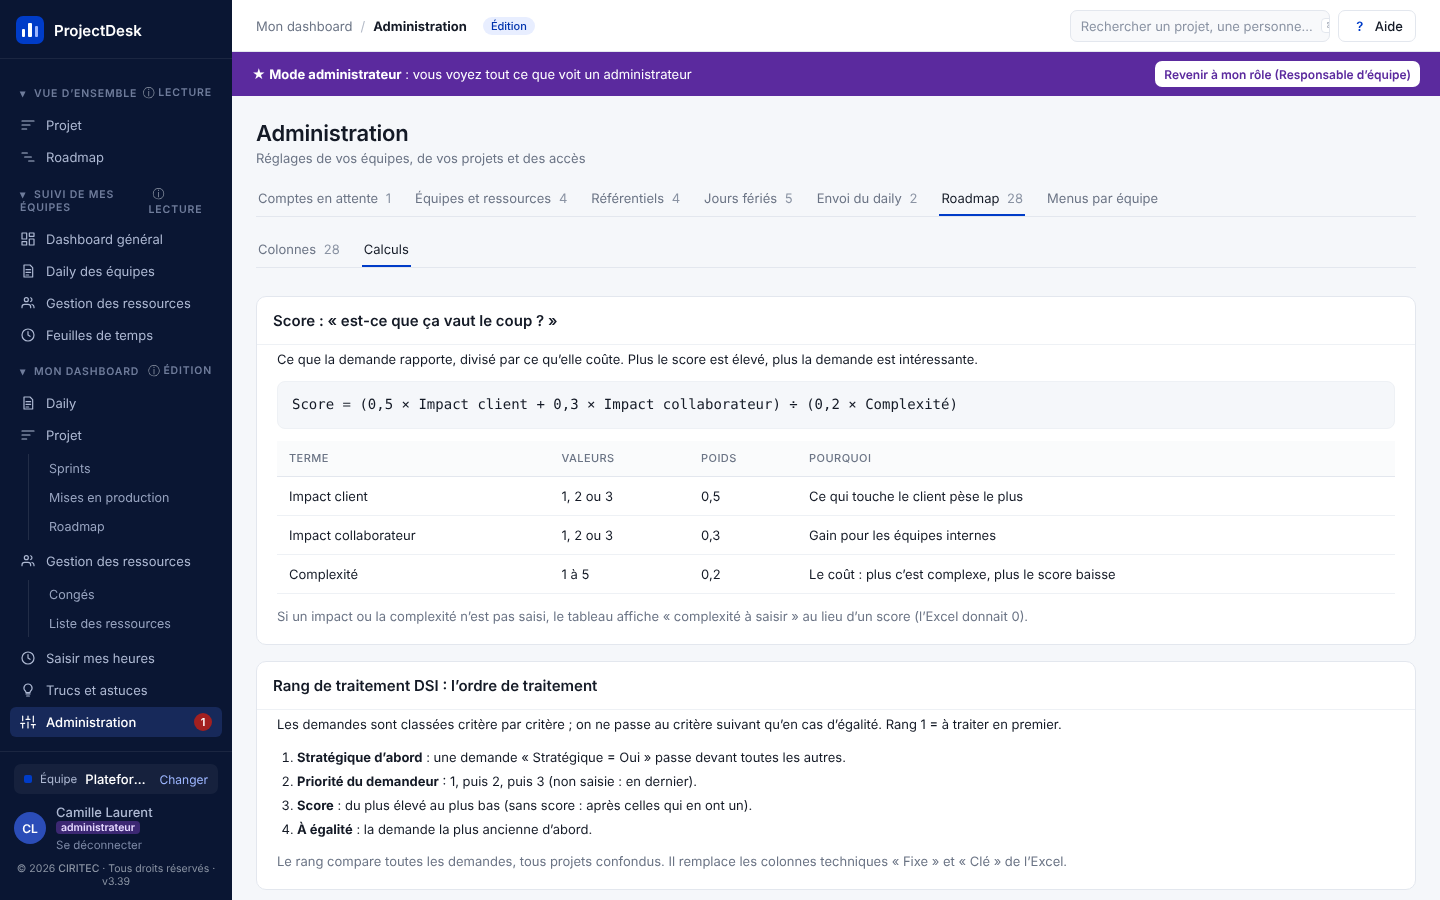 ProjectDesk
VUE D’ENSEMBLE ⓘ LECTURE
Projet
Roadmap
SUIVI DE MES ÉQUIPES ⓘ LECTURE
Dashboard général
Daily des équipes
Gestion des ressources
Feuilles de temps
MON DASHBOARD ⓘ ÉDITION
Daily
Projet
Sprints
Mises en production
Roadmap
Gestion des ressources
Congés
Liste des ressources
Saisir mes heures
Trucs et astuces
Administration 1
Équipe Platefor... Changer
CL Camille Laurent
administrateur
Se déconnecter
© 2026 CIRITEC · Tous droits réservés ·
v3.39
Mon dashboard / Administration Édition
Rechercher un projet, une personne...
? Aide
★ Mode administrateur : vous voyez tout ce que voit un administrateur
Revenir à mon rôle (Responsable d’équipe)
Administration
Réglages de vos équipes, de vos projets et des accès
Comptes en attente 1 Équipes et ressources 4 Référentiels 4 Jours fériés 5 Envoi du daily 2 Roadmap 28 Menus par équipe
Colonnes 28 Calculs
Score : « est-ce que ça vaut le coup ? »
Ce que la demande rapporte, divisé par ce qu’elle coûte. Plus le score est élevé, plus la demande est intéressante.
Score = (0,5 × Impact client + 0,3 × Impact collaborateur) ÷ (0,2 × Complexité)
TERME VALEURS POIDS POURQUOI
Impact client 1, 2 ou 3 0,5 Ce qui touche le client pèse le plus
Impact collaborateur 1, 2 ou 3 0,3 Gain pour les équipes internes
Complexité 1 à 5 0,2 Le coût : plus c’est complexe, plus le score baisse
Si un impact ou la complexité n’est pas saisi, le tableau affiche « complexité à saisir » au lieu d’un score (l’Excel donnait 0).
Rang de traitement DSI : l’ordre de traitement
Les demandes sont classées critère par critère ; on ne passe au critère suivant qu’en cas d’égalité. Rang 1 = à traiter en premier.
1. Stratégique d’abord : une demande « Stratégique = Oui » passe devant toutes les autres.
2. Priorité du demandeur : 1, puis 2, puis 3 (non saisie : en dernier).
3. Score : du plus élevé au plus bas (sans score : après celles qui en ont un).
4. À égalité : la demande la plus ancienne d’abord.
Le rang compare toutes les demandes, tous projets confondus. Il remplace les colonnes techniques « Fixe » et « Clé » de l’Excel.